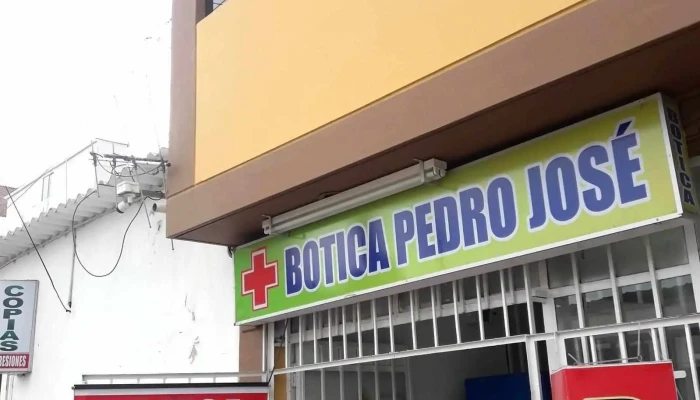 BOTICA PEDRO JOSÉ
BOTICA
COPIAS
RESIONES